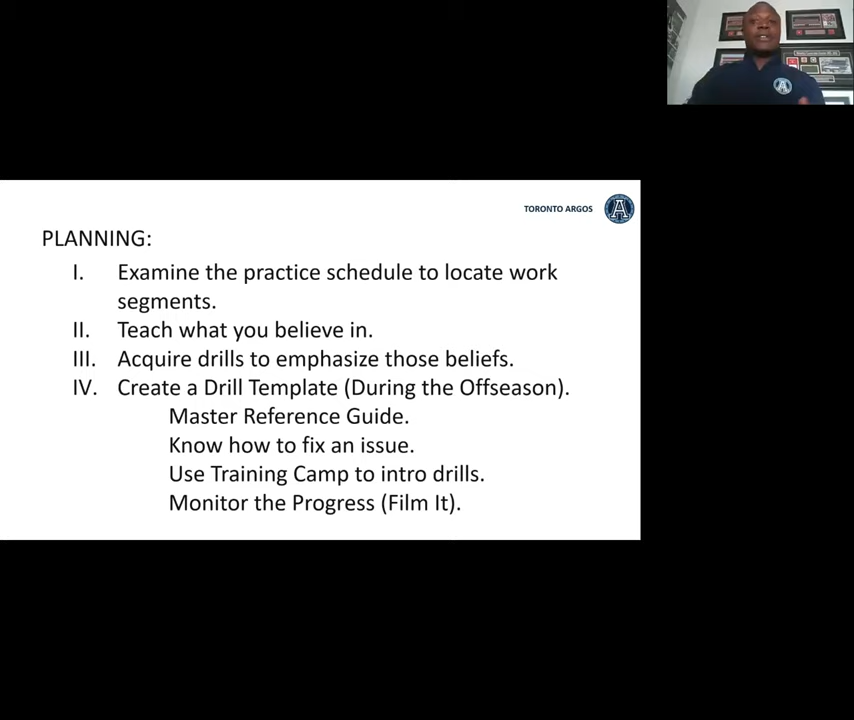 TORONTO ARGOS
A
PLANNING:
I. Examine the practice schedule to locate work
segments.
II. Teach what you believe in.
III. Acquire drills to emphasize those beliefs.
IV. Create a Drill Template (During the Offseason).
Master Reference Guide.
Know how to fix an issue.
Use Training Camp to intro drills.
Monitor the Progress (Film It).